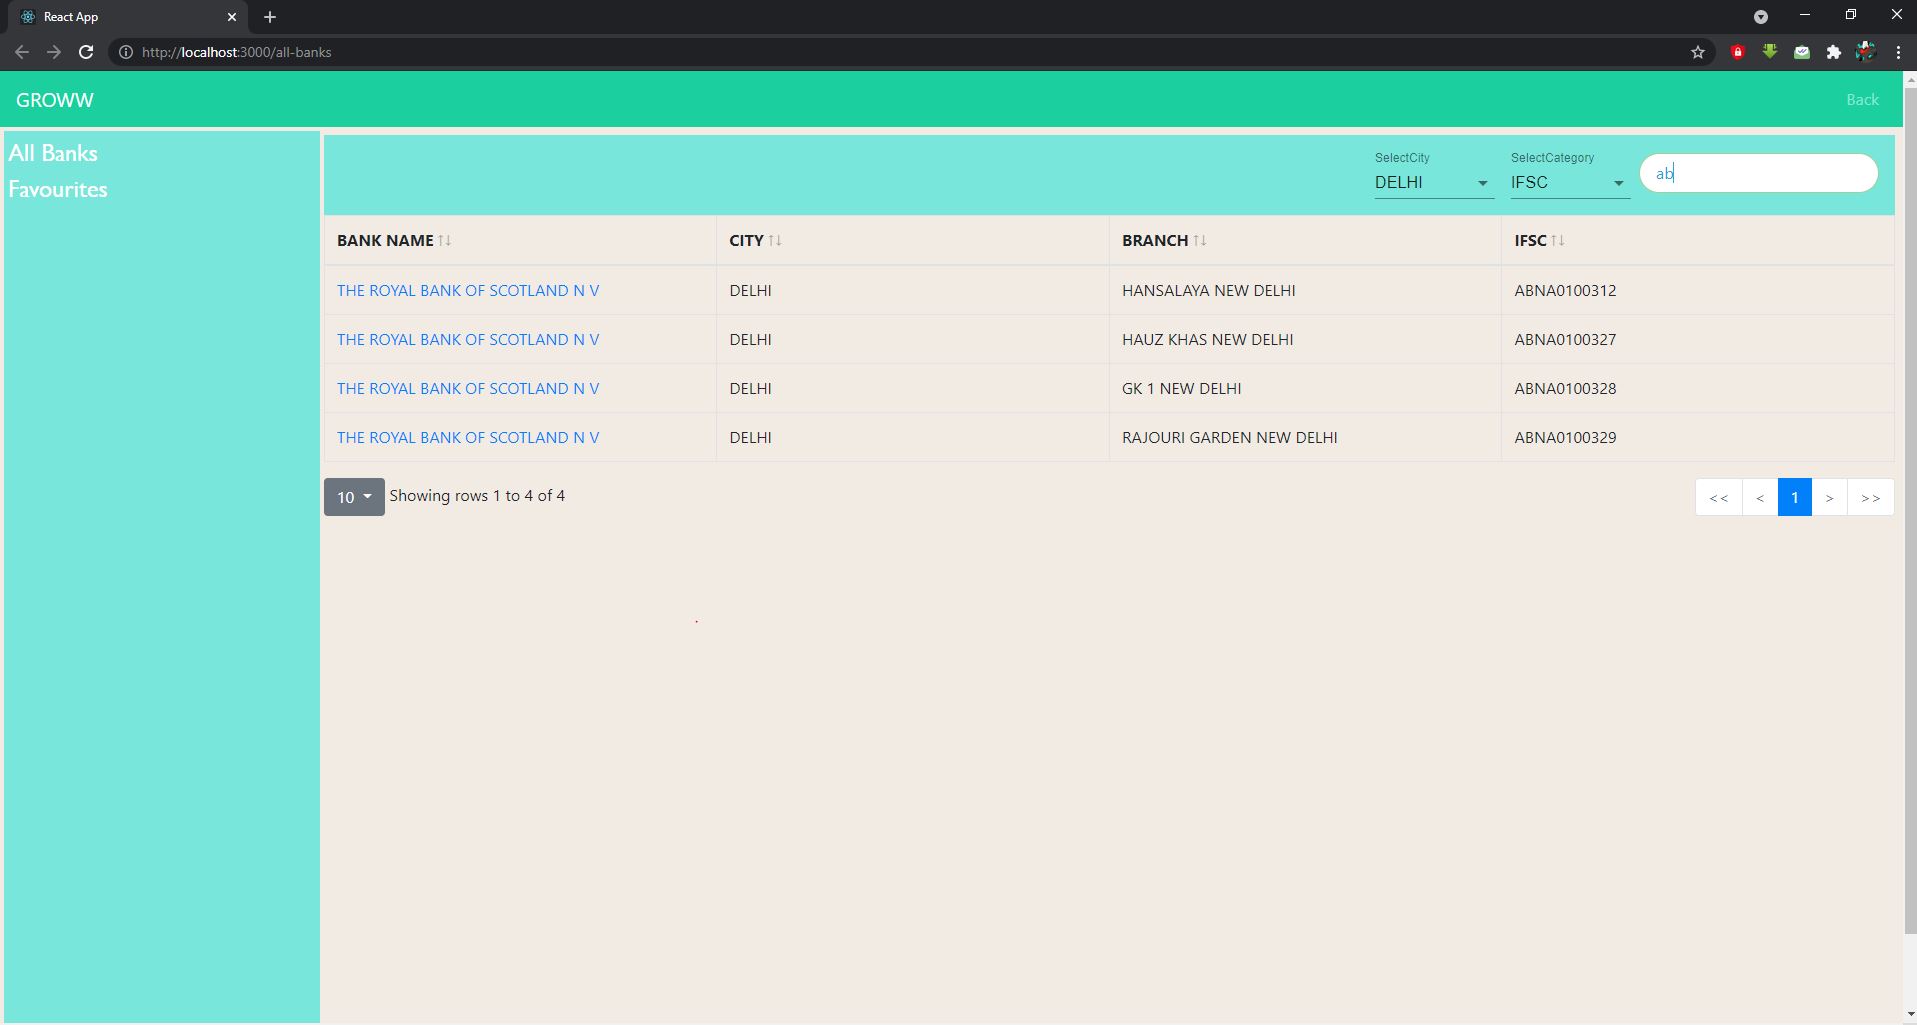 React App
http://localhost:3000/all-banks
GROWW
Back
All Banks
Favourites
SelectCity
DELHI
SelectCategory
IFSC
ab
BANK NAME ↑↓ CITY ↑↓ BRANCH ↑↓ IFSC ↑↓
THE ROYAL BANK OF SCOTLAND N V DELHI HANSALAYA NEW DELHI ABNA0100312
THE ROYAL BANK OF SCOTLAND N V DELHI HAUZ KHAS NEW DELHI ABNA0100327
THE ROYAL BANK OF SCOTLAND N V DELHI GK 1 NEW DELHI ABNA0100328
THE ROYAL BANK OF SCOTLAND N V DELHI RAJOURI GARDEN NEW DELHI ABNA0100329
10 Showing rows 1 to 4 of 4 << < 1 > >>